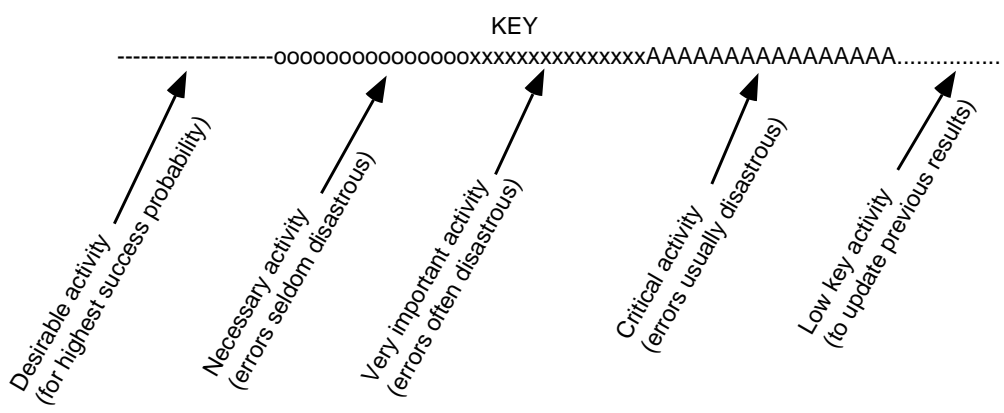 KEY
-------------------ooooooooooooooooxxxxxxxxxxxxxxxxAAAAAAAAAAAAAAAAA................
Desirable activity
(for highest success probability)
Necessary activity
(errors seldom disastrous)
Very important activity
(errors often disastrous)
Critical activity
(errors usually disastrous)
Low key activity
(to update previous results)